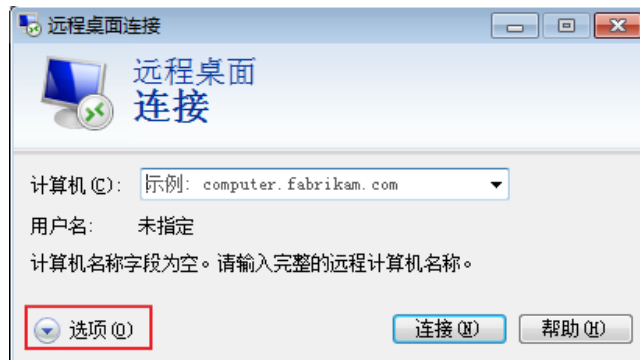 远程桌面连接
远程桌面
连接
计算机(C): 示例: computer.fabrikam.com
用户名: 未指定
计算机名称字段为空。请输入完整的远程计算机名称。
选项(O) 连接(N) 帮助(H)